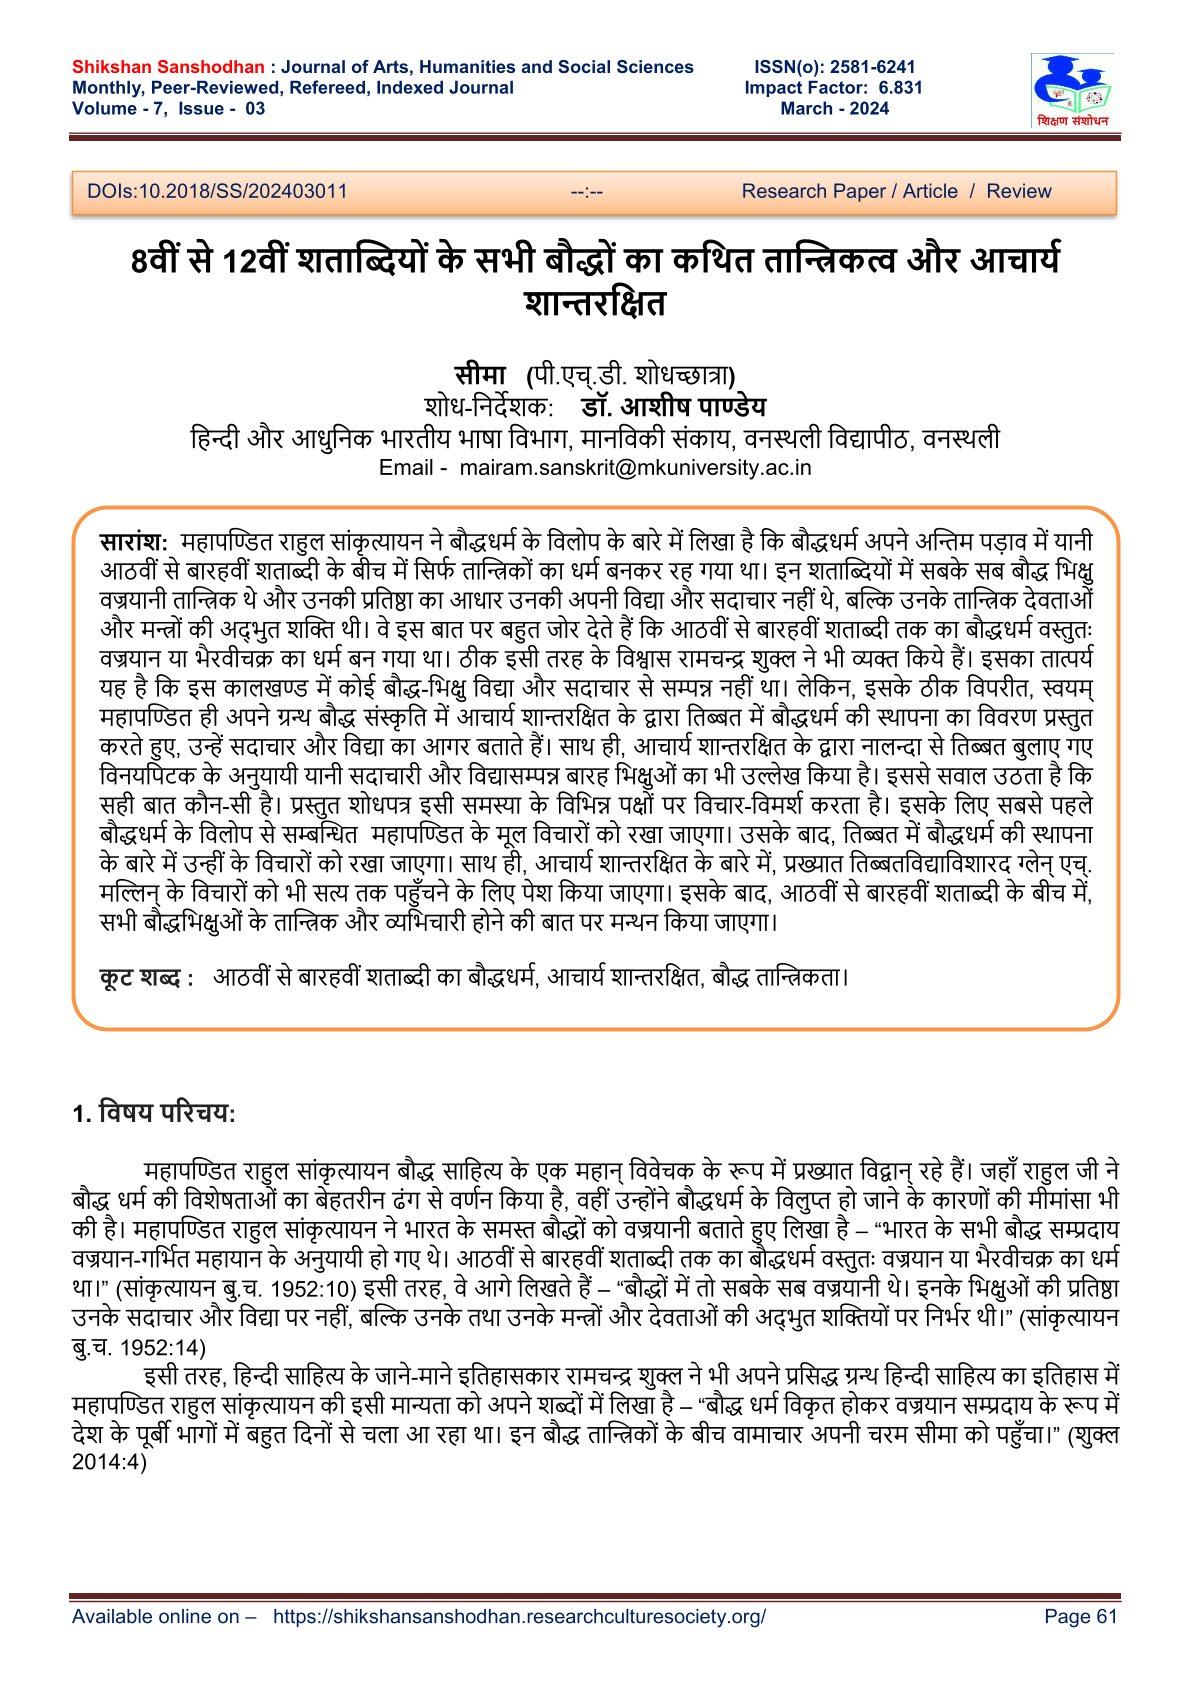 Shikshan Sanshodhan : Journal of Arts, Humanities and Social Sciences ISSN(o): 2581-6241
Monthly, Peer-Reviewed, Refereed, Indexed Journal Impact Factor: 6.831
Volume - 7, Issue - 03 March - 2024
शिक्षण संशोधन
DOIs:10.2018/SS/202403011 --:-- Research Paper / Article / Review
8वीं से 12वीं शताब्दियों के सभी बौद्धों का कथित तान्त्रिकत्व और आचार्य
शान्तरक्षित
सीमा (पी.एच्.डी. शोधच्छात्रा)
शोध-निर्देशक: डॉ. आशीष पाण्डेय
हिन्दी और आधुनिक भारतीय भाषा विभाग, मानविकी संकाय, वनस्थली विद्यापीठ, वनस्थली
Email - mairam.sanskrit@mkuniversity.ac.in
सारांश: महापण्डित राहुल सांकृत्यायन ने बौद्धधर्म के विलोप के बारे में लिखा है कि बौद्धधर्म अपने अन्तिम पड़ाव में यानी
आठवीं से बारहवीं शताब्दी के बीच में सिर्फ तान्त्रिकों का धर्म बनकर रह गया था। इन शताब्दियों में सबके सब बौद्ध भिक्षु
वज्रयानी तान्त्रिक थे और उनकी प्रतिष्ठा का आधार उनकी अपनी विद्या और सदाचार नहीं थे, बल्कि उनके तान्त्रिक देवताओं
और मन्त्रों की अद्भुत शक्ति थी। वे इस बात पर बहुत जोर देते हैं कि आठवीं से बारहवीं शताब्दी तक का बौद्धधर्म वस्तुतः
वज्रयान या भैरवीचक्र का धर्म बन गया था। ठीक इसी तरह के विश्वास रामचन्द्र शुक्ल ने भी व्यक्त किये हैं। इसका तात्पर्य
यह है कि इस कालखण्ड में कोई बौद्ध-भिक्षु विद्या और सदाचार से सम्पन्न नहीं था। लेकिन, इसके ठीक विपरीत, स्वयम्
महापण्डित ही अपने ग्रन्थ बौद्ध संस्कृति में आचार्य शान्तरक्षित के द्वारा तिब्बत में बौद्धधर्म की स्थापना का विवरण प्रस्तुत
करते हुए, उन्हें सदाचार और विद्या का आगर बताते हैं। साथ ही, आचार्य शान्तरक्षित के द्वारा नालन्दा से तिब्बत बुलाए गए
विनयपिटक के अनुयायी यानी सदाचारी और विद्यासम्पन्न बारह भिक्षुओं का भी उल्लेख किया है। इससे सवाल उठता है कि
सही बात कौन-सी है। प्रस्तुत शोधपत्र इसी समस्या के विभिन्न पक्षों पर विचार-विमर्श करता है। इसके लिए सबसे पहले
बौद्धधर्म के विलोप से सम्बन्धित महापण्डित के मूल विचारों को रखा जाएगा। उसके बाद, तिब्बत में बौद्धधर्म की स्थापना
के बारे में उन्हीं के विचारों को रखा जाएगा। साथ ही, आचार्य शान्तरक्षित के बारे में, प्रख्यात तिब्बतविद्याविशारद ग्लेन् एच्.
मल्लिन् के विचारों को भी सत्य तक पहुँचने के लिए पेश किया जाएगा। इसके बाद, आठवीं से बारहवीं शताब्दी के बीच में,
सभी बौद्धभिक्षुओं के तान्त्रिक और व्यभिचारी होने की बात पर मन्थन किया जाएगा।
कूट शब्द : आठवीं से बारहवीं शताब्दी का बौद्धधर्म, आचार्य शान्तरक्षित, बौद्ध तान्त्रिकता।
1. विषय परिचय:
महापण्डित राहुल सांकृत्यायन बौद्ध साहित्य के एक महान् विवेचक के रूप में प्रख्यात विद्वान् रहे हैं। जहाँ राहुल जी ने
बौद्ध धर्म की विशेषताओं का बेहतरीन ढंग से वर्णन किया है, वहीं उन्होंने बौद्धधर्म के विलुप्त हो जाने के कारणों की मीमांसा भी
की है। महापण्डित राहुल सांकृत्यायन ने भारत के समस्त बौद्धों को वज्रयानी बताते हुए लिखा है – “भारत के सभी बौद्ध सम्प्रदाय
वज्रयान-गर्भित महायान के अनुयायी हो गए थे। आठवीं से बारहवीं शताब्दी तक का बौद्धधर्म वस्तुतः वज्रयान या भैरवीचक्र का धर्म
था।” (सांकृत्यायन बु.च. 1952:10) इसी तरह, वे आगे लिखते हैं – “बौद्धों में तो सबके सब वज्रयानी थे। इनके भिक्षुओं की प्रतिष्ठा
उनके सदाचार और विद्या पर नहीं, बल्कि उनके तथा उनके मन्त्रों और देवताओं की अद्भुत शक्तियों पर निर्भर थी।” (सांकृत्यायन
बु.च. 1952:14)
इसी तरह, हिन्दी साहित्य के जाने-माने इतिहासकार रामचन्द्र शुक्ल ने भी अपने प्रसिद्ध ग्रन्थ हिन्दी साहित्य का इतिहास में
महापण्डित राहुल सांकृत्यायन की इसी मान्यता को अपने शब्दों में लिखा है – “बौद्ध धर्म विकृत होकर वज्रयान सम्प्रदाय के रूप में
देश के पूर्बी भागों में बहुत दिनों से चला आ रहा था। इन बौद्ध तान्त्रिकों के बीच वामाचार अपनी चरम सीमा को पहुँचा।” (शुक्ल
2014:4)
Available online on – https://shikshansanshodhan.researchculturesociety.org/ Page 61